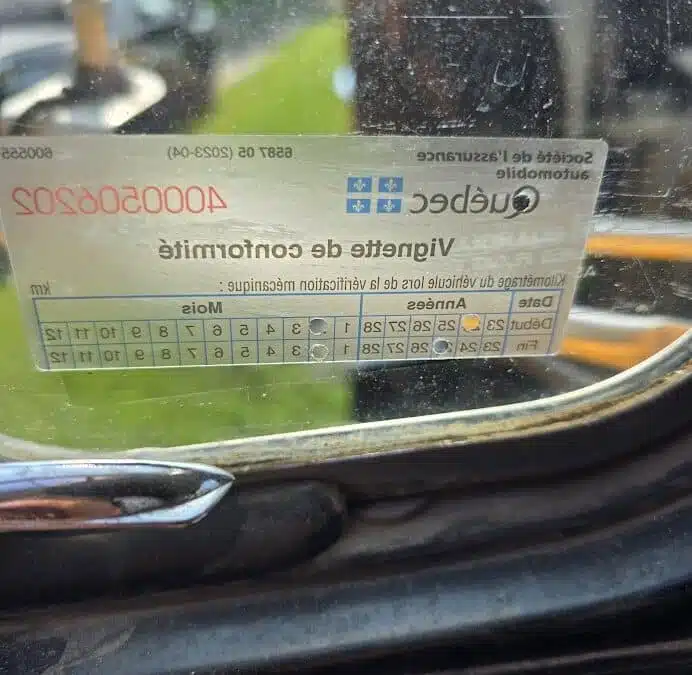 Société de l'assurance
automobile
6587 05 (2023-04)
Québec
4000506202
Vignette de conformité
Kilométrage du véhicule lors de la vérification mécanique : km
Date Années Mois
Début 23 25 26 27 28 1 3 4 5 6 7 8 9 10 11 12
Fin 23 24 26 27 28 1 3 4 5 6 7 8 9 10 11 12